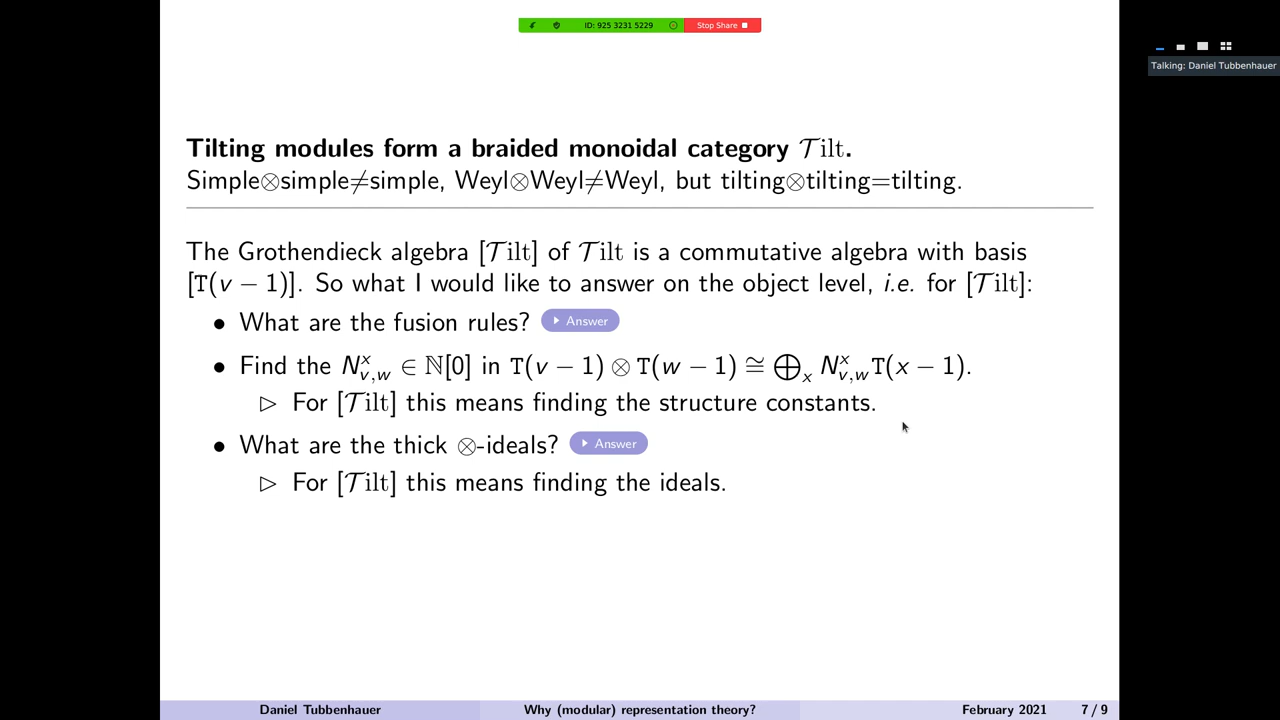 ID: 925 3231 5229 Stop Share
Talking: Daniel Tubbenhauer
Tilting modules form a braided monoidal category 𝒯ilt.
Simple⊗simple≠simple, Weyl⊗Weyl≠Weyl, but tilting⊗tilting=tilting.
The Grothendieck algebra [𝒯ilt] of 𝒯ilt is a commutative algebra with basis
[T(v − 1)]. So what I would like to answer on the object level, i.e. for [𝒯ilt]:
• What are the fusion rules? ▶ Answer
• Find the N^x_{v,w} ∈ ℕ[0] in T(v − 1) ⊗ T(w − 1) ≅ ⊕_x N^x_{v,w}T(x − 1).
▷ For [𝒯ilt] this means finding the structure constants.
• What are the thick ⊗-ideals? ▶ Answer
▷ For [𝒯ilt] this means finding the ideals.
Daniel Tubbenhauer Why (modular) representation theory? February 2021 7 / 9